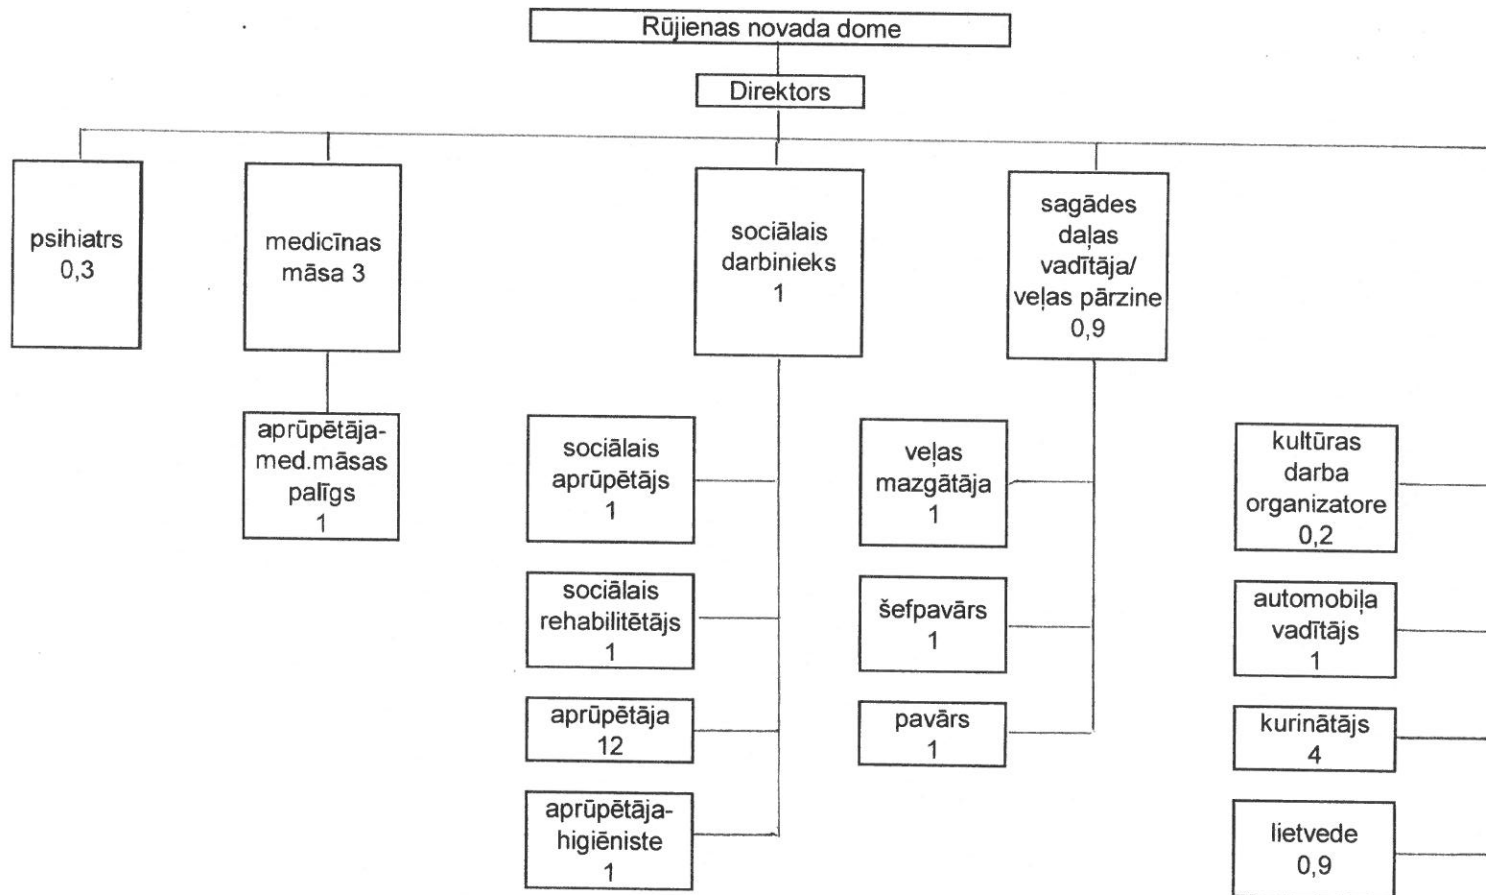 Rūjienas novada dome
Direktors
psihiatrs
0,3
medicīnas
māsa 3
sociālais
darbinieks
1
sagādes
daļas
vadītāja/
veļas pārzine
0,9
aprūpētāja-
med.māsas
palīgs
1
sociālais
aprūpētājs
1
sociālais
rehabilitētājs
1
aprūpētāja
12
aprūpētāja-
higiēniste
1
veļas
mazgātāja
1
šefpavārs
1
pavārs
1
kultūras
darba
organizatore
0,2
automobiļa
vadītājs
1
kurinātājs
4
lietvede
0,9